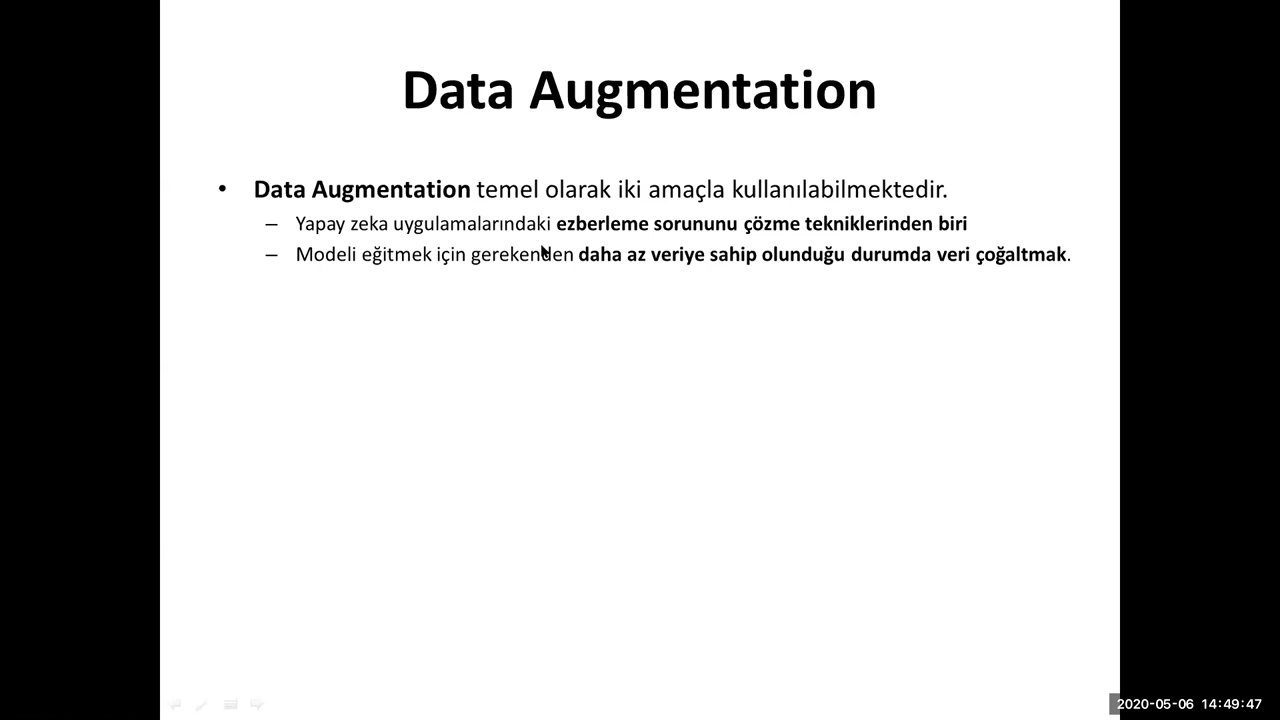 Data Augmentation
• Data Augmentation temel olarak iki amaçla kullanılabilmektedir.
– Yapay zeka uygulamalarındaki ezberleme sorununu çözme tekniklerinden biri
– Modeli eğitmek için gerekenden daha az veriye sahip olunduğu durumda veri çoğaltmak.
2020-05-06 14:49:47